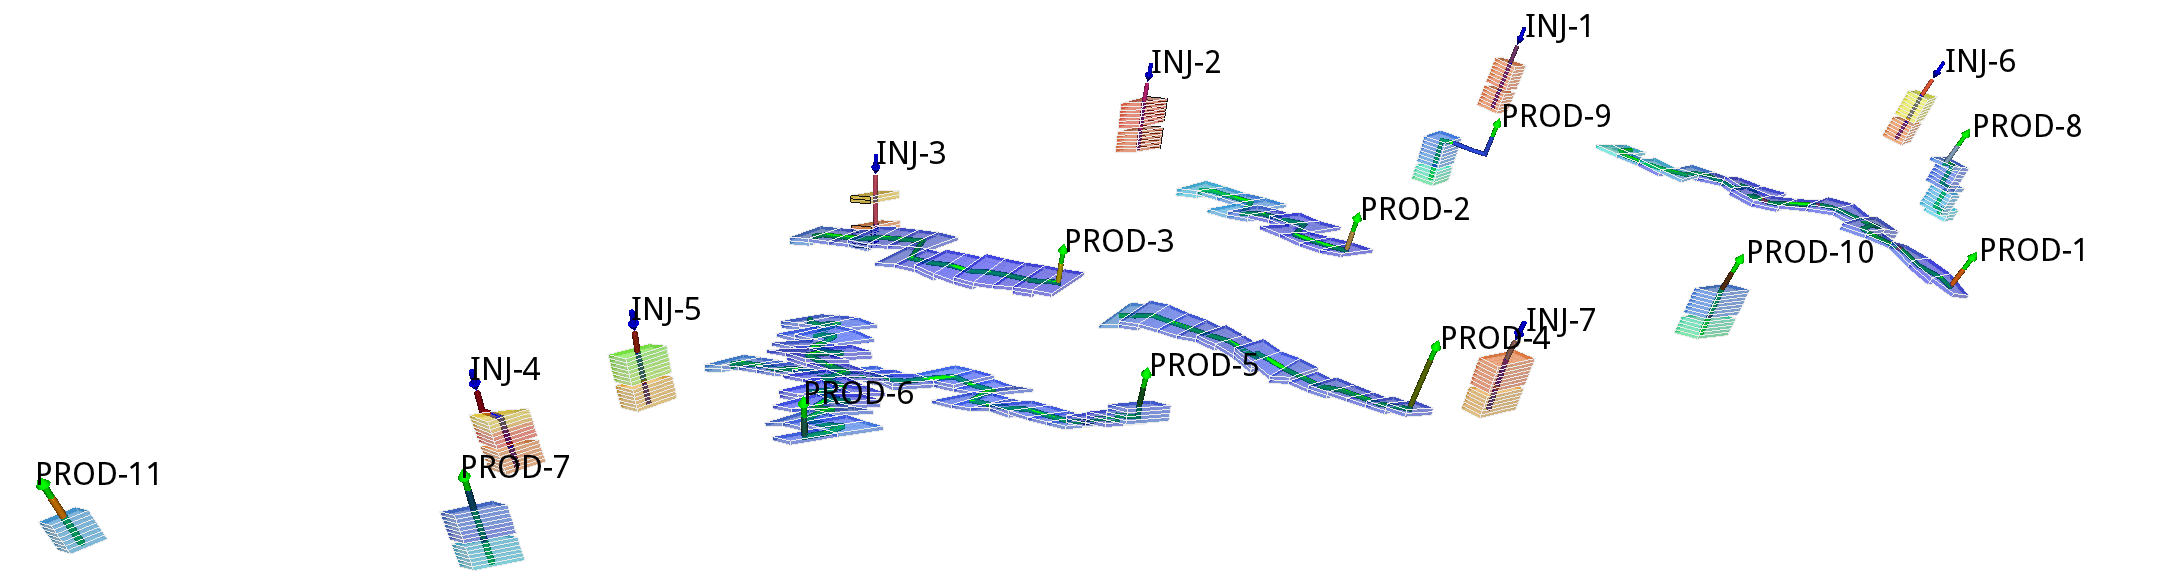 INJ-1
INJ-2
INJ-6
PROD-9
PROD-8
INJ-3
PROD-2
PROD-3
PROD-10
PROD-1
INJ-5
INJ-7
PROD-4
PROD-5
INJ-4
PROD-6
PROD-7
PROD-11